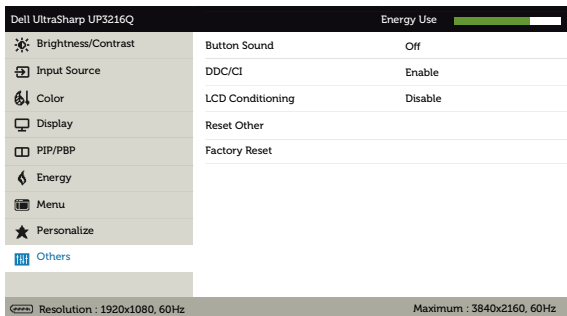 Dell UltraSharp UP3216Q Energy Use
Brightness/Contrast
Input Source
Color
Display
PIP/PBP
Energy
Menu
Personalize
Others
Button Sound Off
DDC/CI Enable
LCD Conditioning Disable
Reset Other
Factory Reset
Resolution : 1920x1080, 60Hz Maximum : 3840x2160, 60Hz